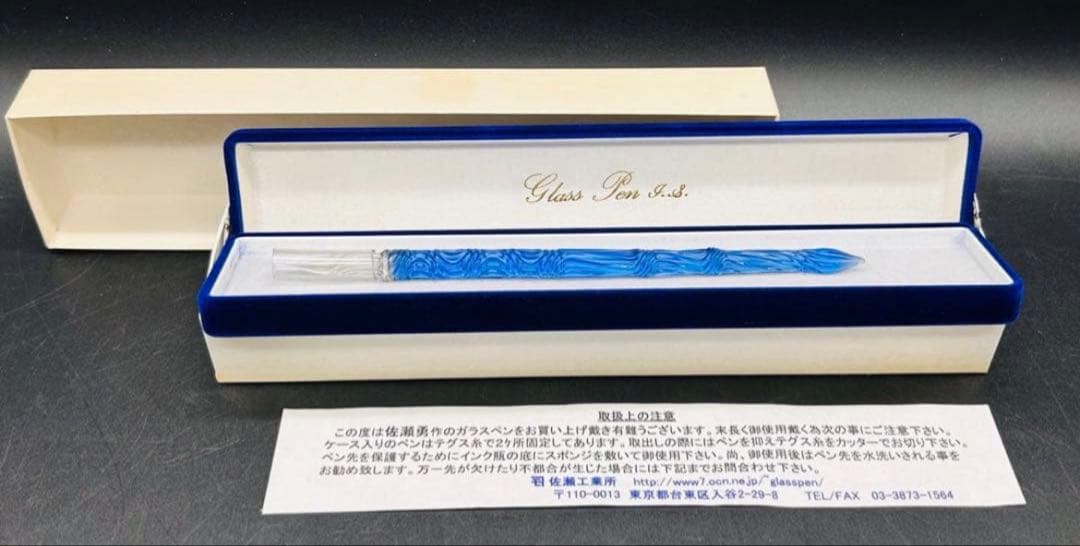 Glass Pen I.S.
取扱上の注意
この度は佐瀬勇作のガラスペンをお買い上げ戴き有難うございます。末長く御使用戴く為次の事にご注意下さい。
ケース入りのペンはテグス糸で2ヶ所固定してあります。取出しの際にはペンを抑えテグス糸をカッターでお切り下さい。
ペン先を保護するためにインク瓶の底にスポンジを敷いて御使用下さい。尚、御使用後はペン先を水洗いされる事を
お勧め致します。万一先が欠けたり不都合が生じた場合には下記までお問合わせ下さい。
佐瀬工業所 http://www7.ocn.ne.jp/~glasspen/
〒110-0013 東京都台東区入谷2-29-8 TEL/FAX 03-3873-1564